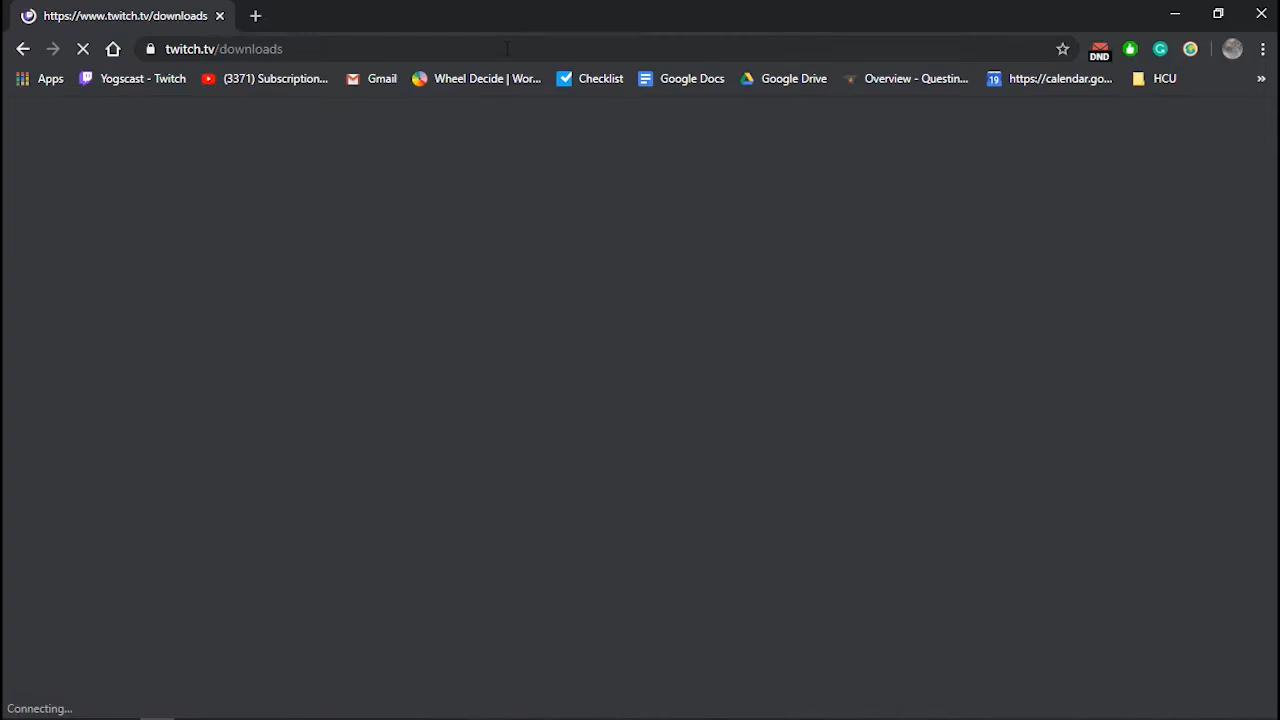 https://www.twitch.tv/downloads
twitch.tv/downloads
DND
Apps Yogscast - Twitch (3371) Subscription... Gmail Wheel Decide | Wor... Checklist Google Docs Google Drive Overview - Questin... 19 https://calendar.go... HCU »
Connecting...